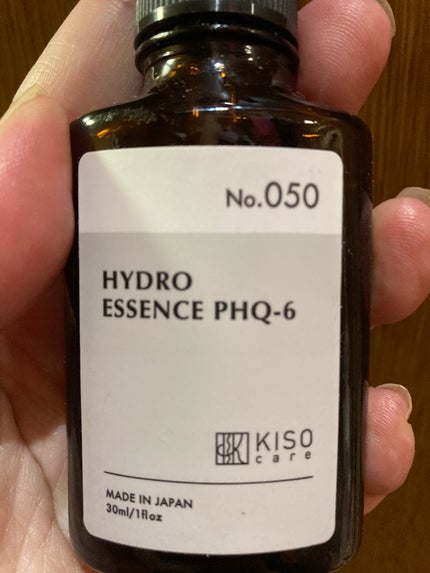 No.050
HYDRO
ESSENCE PHQ-6
KISO
care
MADE IN JAPAN
30ml/1floz